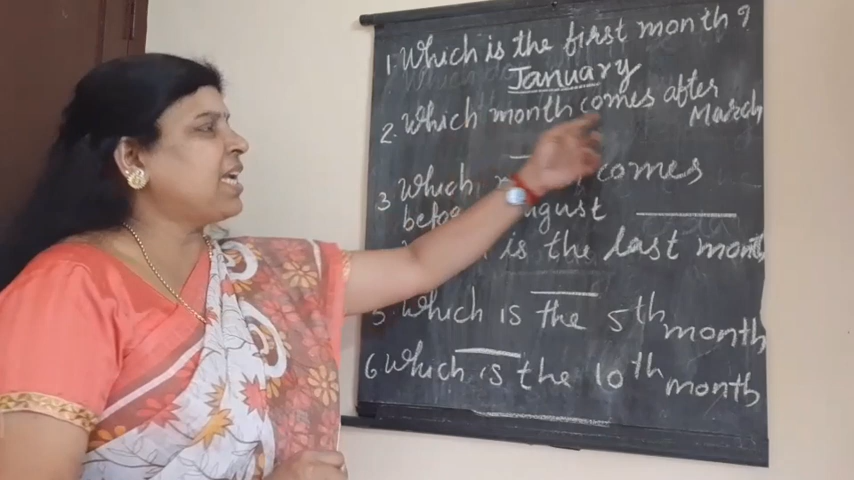 1. Which is the first month ?
January
2. Which month comes after
March
3 Which comes
before August
is the last month
5 Which is the 5th month
6 Which is the 10th month